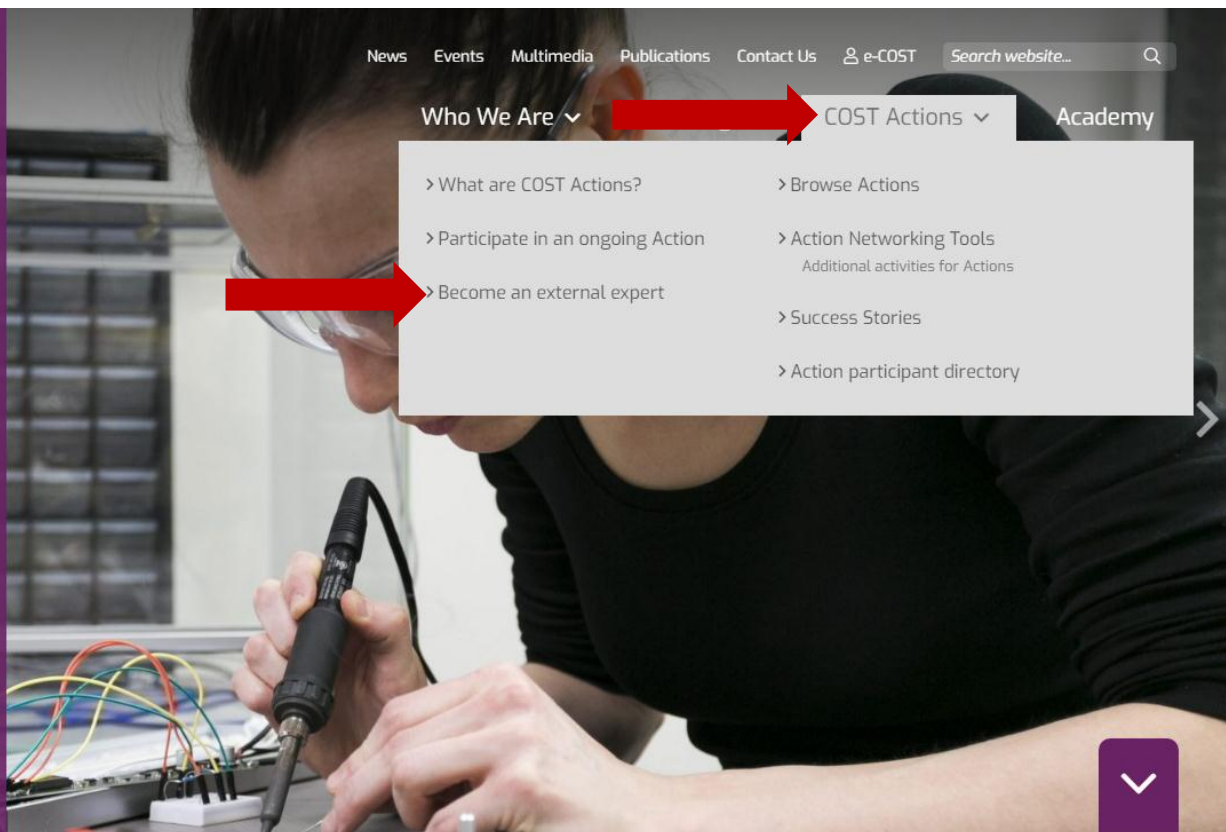 News Events Multimedia Publications Contact Us e-COST Search website...
Who We Are COST Actions Academy
What are COST Actions?
Participate in an ongoing Action
Become an external expert
Browse Actions
Action Networking Tools
Additional activities for Actions
Success Stories
Action participant directory